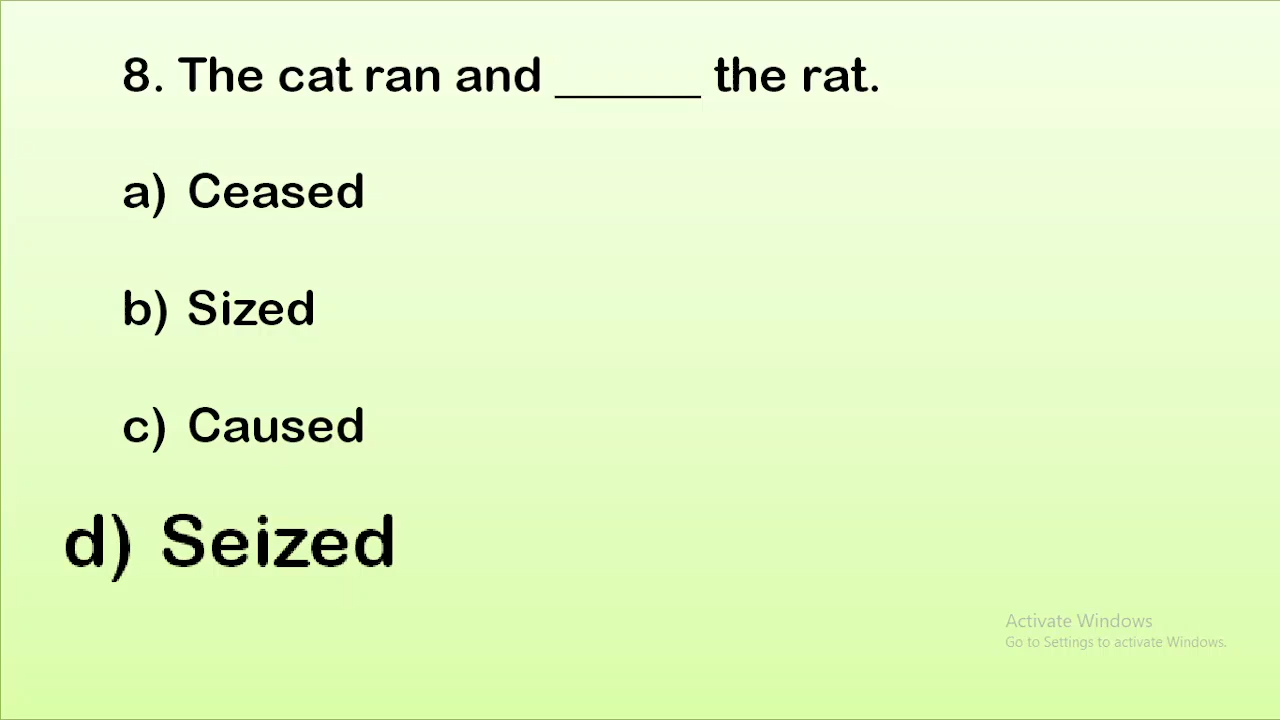 8. The cat ran and ______ the rat.
a) Ceased
b) Sized
c) Caused
d) Seized
Activate Windows
Go to Settings to activate Windows.